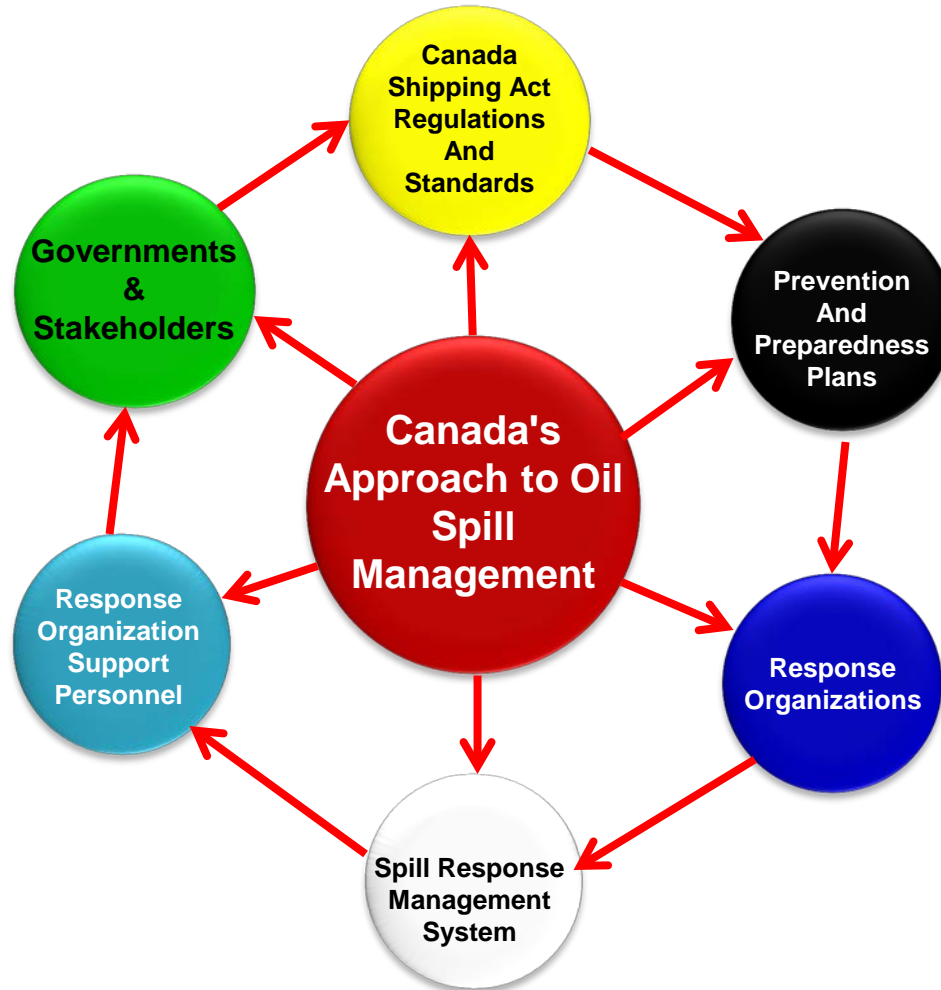 Canada
Shipping Act
Regulations
And
Standards
Governments
&
Stakeholders
Prevention
And
Preparedness
Plans
Canada's
Approach to Oil
Spill
Management
Response
Organization
Support
Personnel
Response
Organizations
Spill Response
Management
System